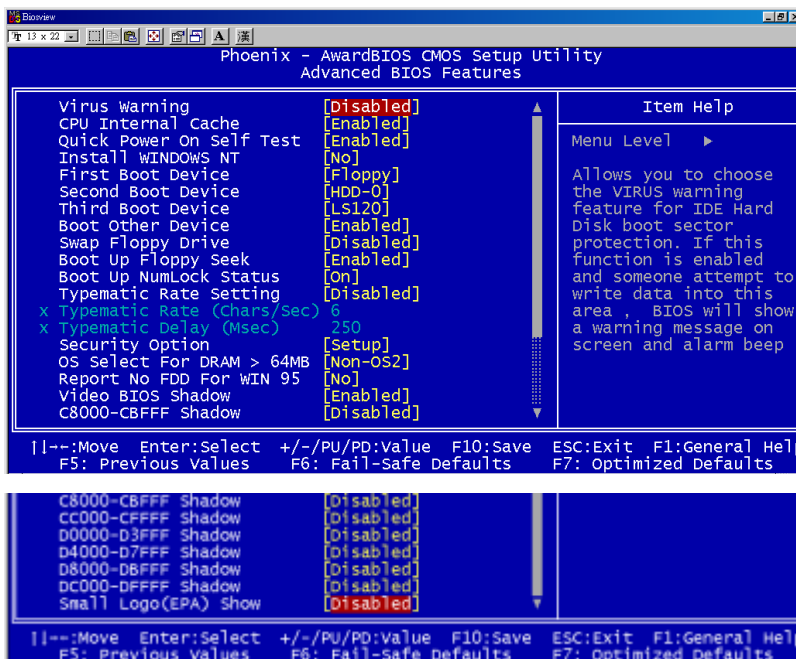 Biosview
13 x 22
A 漢
Phoenix - AwardBIOS CMOS Setup Utility
Advanced BIOS Features
Virus Warning [Disabled]
CPU Internal Cache [Enabled]
Quick Power On Self Test [Enabled]
Install WINDOWS NT [No]
First Boot Device [Floppy]
Second Boot Device [HDD-0]
Third Boot Device [LS120]
Boot Other Device [Enabled]
Swap Floppy Drive [Disabled]
Boot Up Floppy Seek [Enabled]
Boot Up NumLock Status [On]
Typematic Rate Setting [Disabled]
x Typematic Rate (Chars/Sec) 6
x Typematic Delay (Msec) 250
Security Option [Setup]
OS Select For DRAM > 64MB [Non-OS2]
Report No FDD For WIN 95 [No]
Video BIOS Shadow [Enabled]
C8000-CBFFF Shadow [Disabled]
Item Help
Menu Level ▶
Allows you to choose
the VIRUS warning
feature for IDE Hard
Disk boot sector
protection. If this
function is enabled
and someone attempt to
write data into this
area , BIOS will show
a warning message on
screen and alarm beep
↑↓→←:Move Enter:Select +/-/PU/PD:Value F10:Save ESC:Exit F1:General Help
F5: Previous Values F6: Fail-Safe Defaults F7: Optimized Defaults
C8000-CBFFF Shadow [Disabled]
CC000-CFFFF Shadow [Disabled]
D0000-D3FFF Shadow [Disabled]
D4000-D7FFF Shadow [Disabled]
D8000-DBFFF Shadow [Disabled]
DC000-DFFFF Shadow [Disabled]
Small Logo(EPA) Show [Disabled]
↑↓→←:Move Enter:Select +/-/PU/PD:Value F10:Save ESC:Exit F1:General Help
F5: Previous Values F6: Fail-Safe Defaults F7: Optimized Defaults